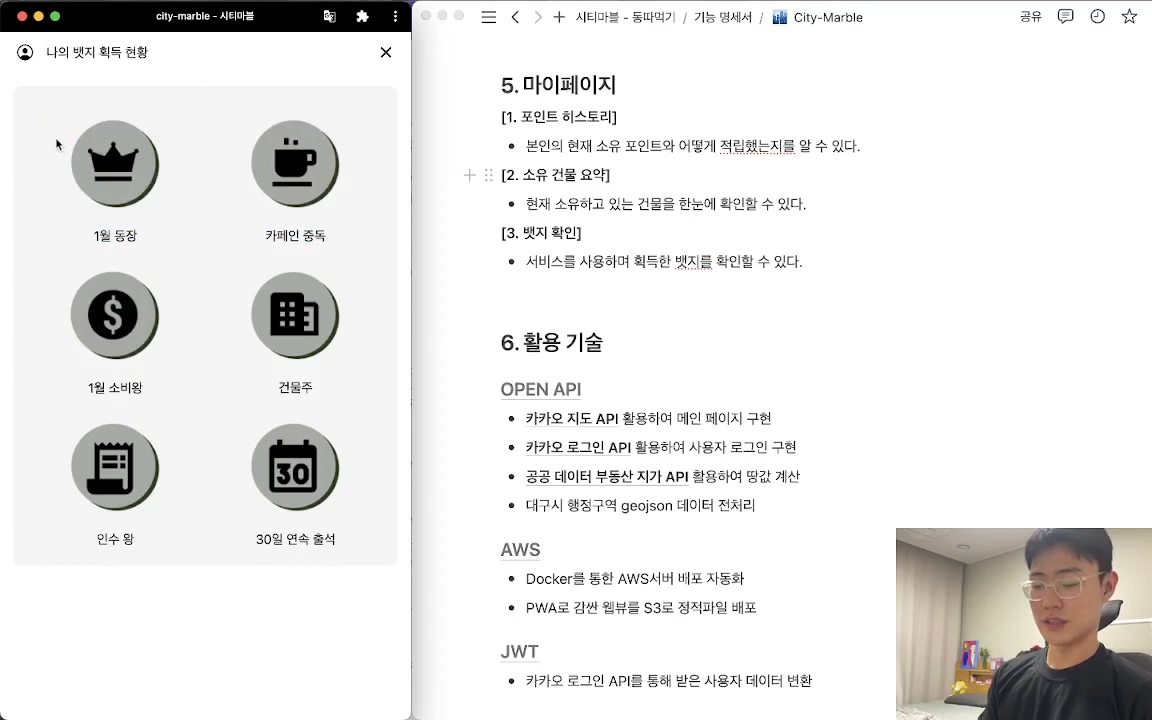 city-marble - 시티마블
나의 뱃지 획득 현황
1월 동장
카페인 중독
1월 소비왕
건물주
인수 왕
30
30일 연속 출석
시티마블 - 동따먹기 / 기능 명세서 / City-Marble
공유
5. 마이페이지
[1. 포인트 히스토리]
본인의 현재 소유 포인트와 어떻게 적립했는지를 알 수 있다.
[2. 소유 건물 요약]
현재 소유하고 있는 건물을 한눈에 확인할 수 있다.
[3. 뱃지 확인]
서비스를 사용하며 획득한 뱃지를 확인할 수 있다.
6. 활용 기술
OPEN API
카카오 지도 API 활용하여 메인 페이지 구현
카카오 로그인 API 활용하여 사용자 로그인 구현
공공 데이터 부동산 지가 API 활용하여 땅값 계산
대구시 행정구역 geojson 데이터 전처리
AWS
Docker를 통한 AWS서버 배포 자동화
PWA로 감싼 웹뷰를 S3로 정적파일 배포
JWT
카카오 로그인 API를 통해 받은 사용자 데이터 변환